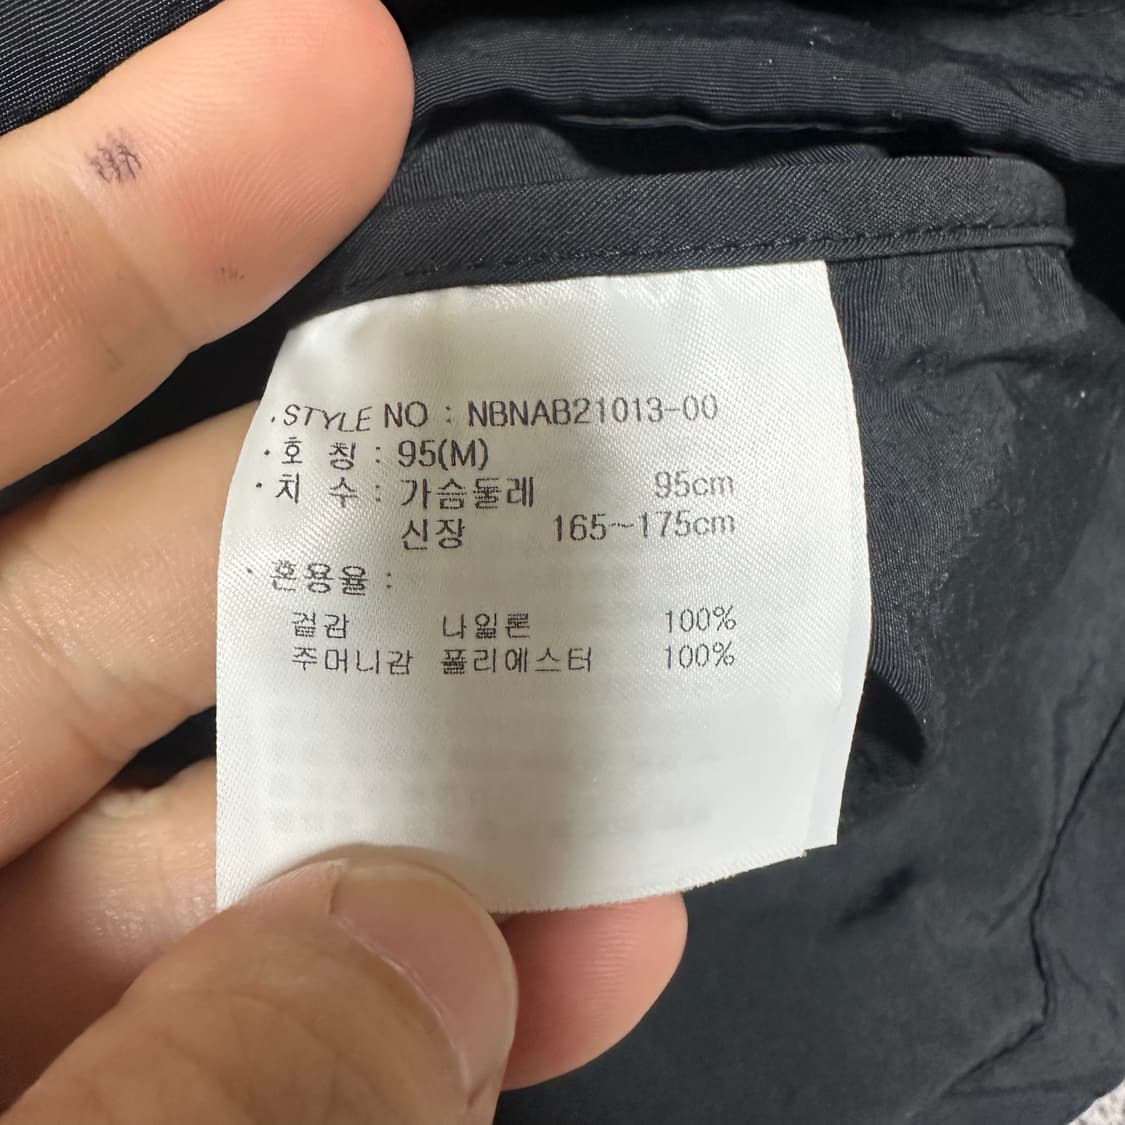 ·STYLE NO : NBNAB21013-00
·호 칭 : 95(M)
·치 수 : 가슴둘레 95cm
신장 165~175cm
·혼용율 :
겉감 나일론 100%
주머니감 폴리에스터 100%